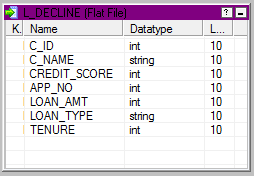 L_DECLINE (Flat File) ? -
K. Name Datatype L...
C_ID int 10
C_NAME string 10
CREDIT_SCORE int 10
APP_NO int 10
LOAN_AMT int 10
LOAN_TYPE string 10
TENURE int 10